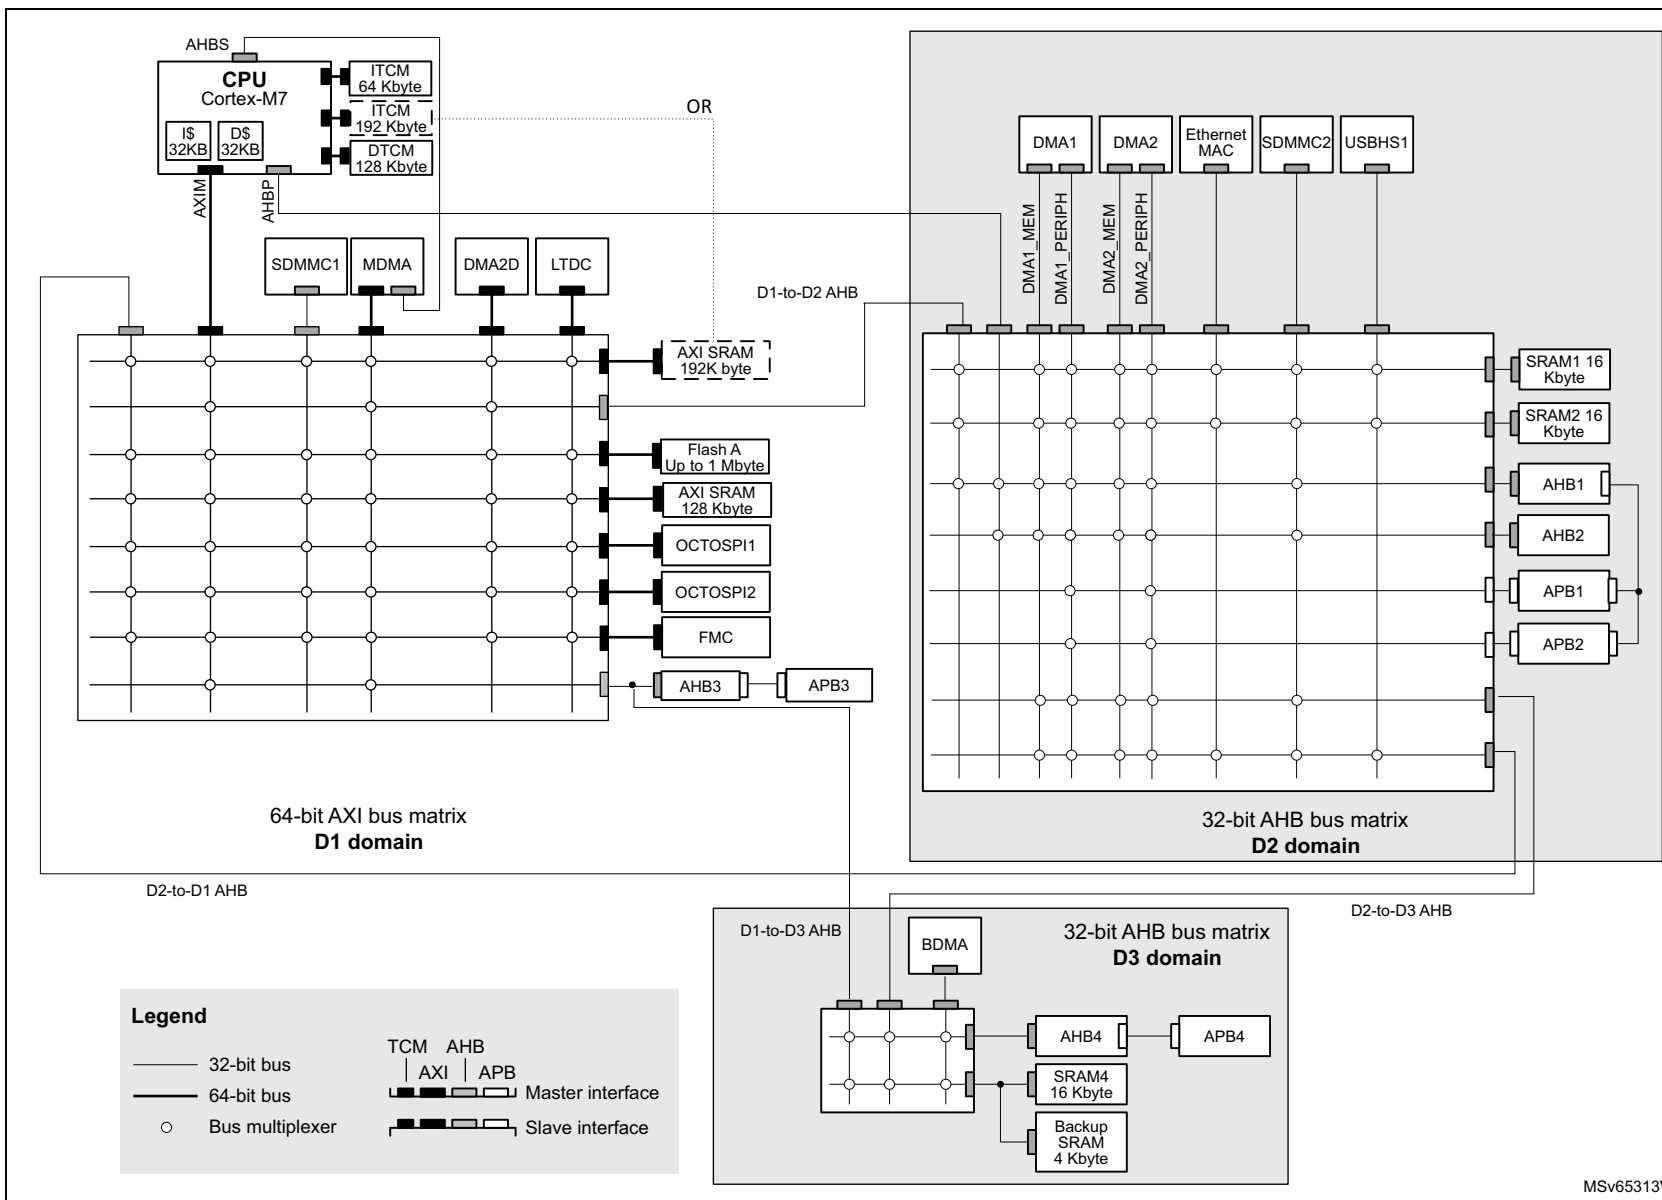 AHBS
CPU
Cortex-M7
I$
32KB
D$
32KB
ITCM
64 Kbyte
ITCM
192 Kbyte
DTCM
128 Kbyte
OR
AXIM
AHBP
SDMMC1
MDMA
DMA2D
LTDC
D1-to-D2 AHB
AXI SRAM
192K byte
Flash A
Up to 1 Mbyte
AXI SRAM
128 Kbyte
OCTOSPI1
OCTOSPI2
FMC
AHB3
APB3
64-bit AXI bus matrix
D1 domain
DMA1
DMA2
Ethernet
MAC
SDMMC2
USBHS1
DMA1_MEM
DMA1_PERIPH
DMA2_MEM
DMA2_PERIPH
SRAM1 16
Kbyte
SRAM2 16
Kbyte
AHB1
AHB2
APB1
APB2
32-bit AHB bus matrix
D2 domain
D2-to-D1 AHB
D2-to-D3 AHB
D1-to-D3 AHB
BDMA
32-bit AHB bus matrix
D3 domain
AHB4
APB4
SRAM4
16 Kbyte
Backup
SRAM
4 Kbyte
Legend
32-bit bus
64-bit bus
Bus multiplexer
TCM
AHB
AXI
APB
Master interface
Slave interface